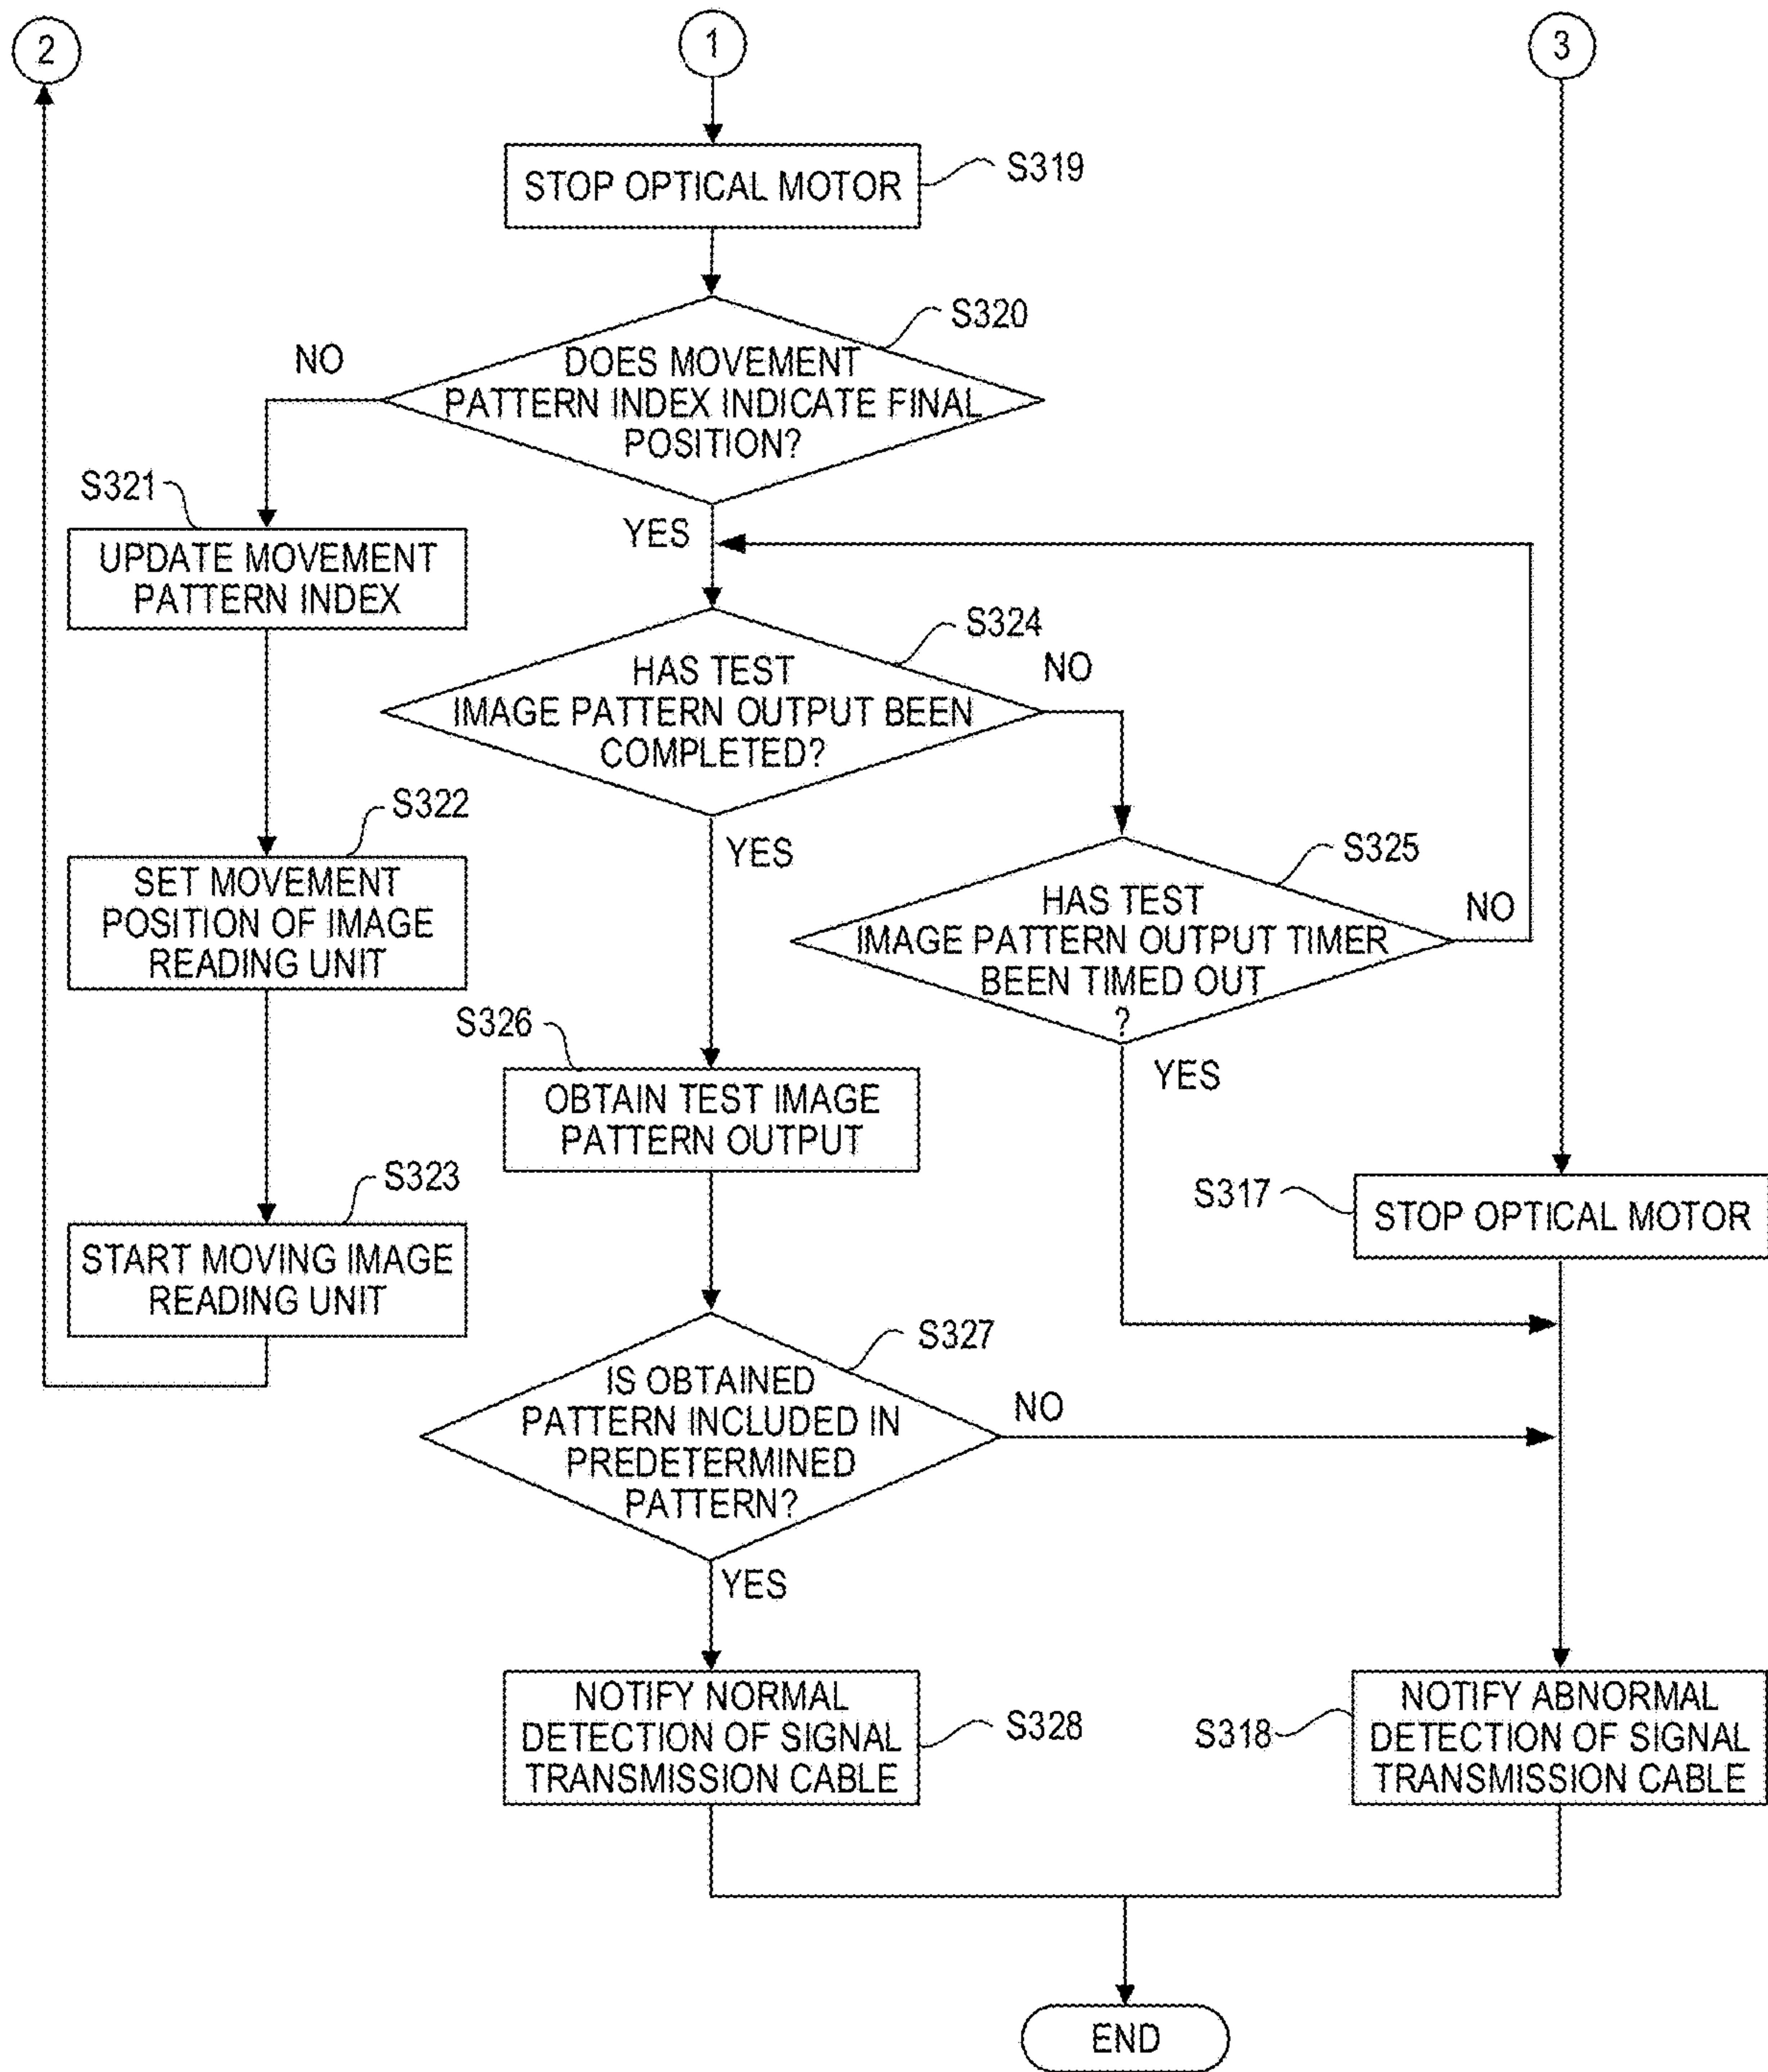 2
1
3
STOP OPTICAL MOTOR
S319
S320
NO
DOES MOVEMENT
PATTERN INDEX INDICATE FINAL
POSITION?
S321
YES
UPDATE MOVEMENT
PATTERN INDEX
S324
HAS TEST
IMAGE PATTERN OUTPUT BEEN
COMPLETED?
NO
S322
YES
S325
SET MOVEMENT
POSITION OF IMAGE
READING UNIT
HAS TEST
IMAGE PATTERN OUTPUT TIMER
BEEN TIMED OUT
?
NO
S326
YES
OBTAIN TEST IMAGE
PATTERN OUTPUT
S323
S317
STOP OPTICAL MOTOR
START MOVING IMAGE
READING UNIT
S327
IS OBTAINED
PATTERN INCLUDED IN
PREDETERMINED
PATTERN?
NO
YES
NOTIFY NORMAL
DETECTION OF SIGNAL
TRANSMISSION CABLE
S328
S318
NOTIFY ABNORMAL
DETECTION OF SIGNAL
TRANSMISSION CABLE
END